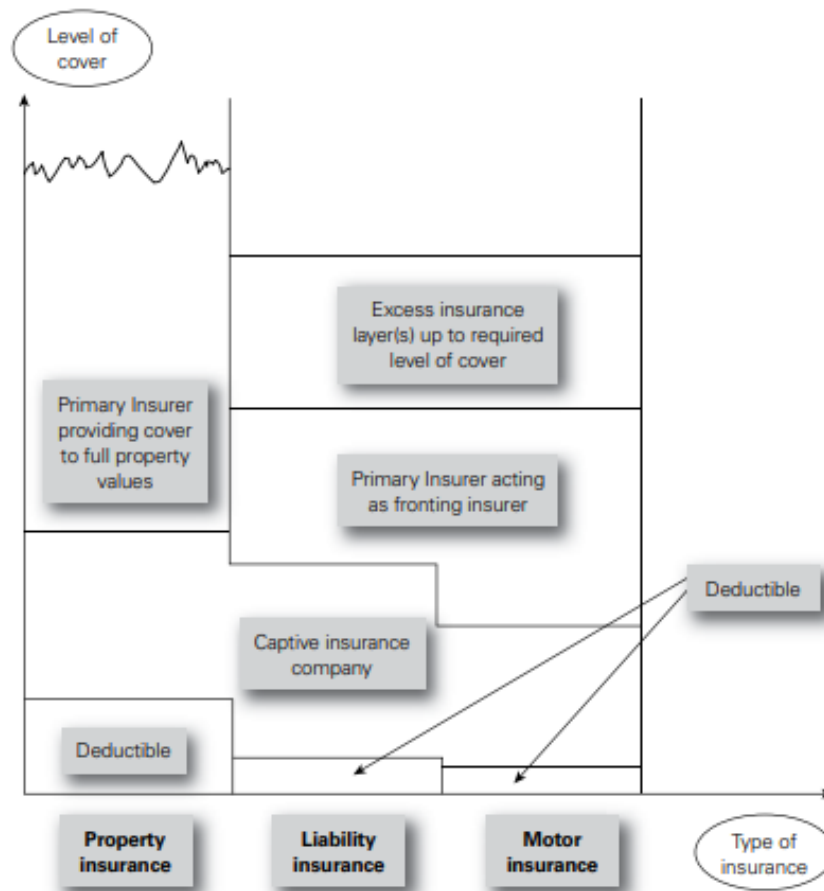 Level of
cover
Excess insurance
layer(s) up to required
level of cover
Primary Insurer
providing cover
to full property
values
Primary Insurer acting
as fronting insurer
Deductible
Captive insurance
company
Deductible
Property
insurance
Liability
insurance
Motor
insurance
Type of
insurance